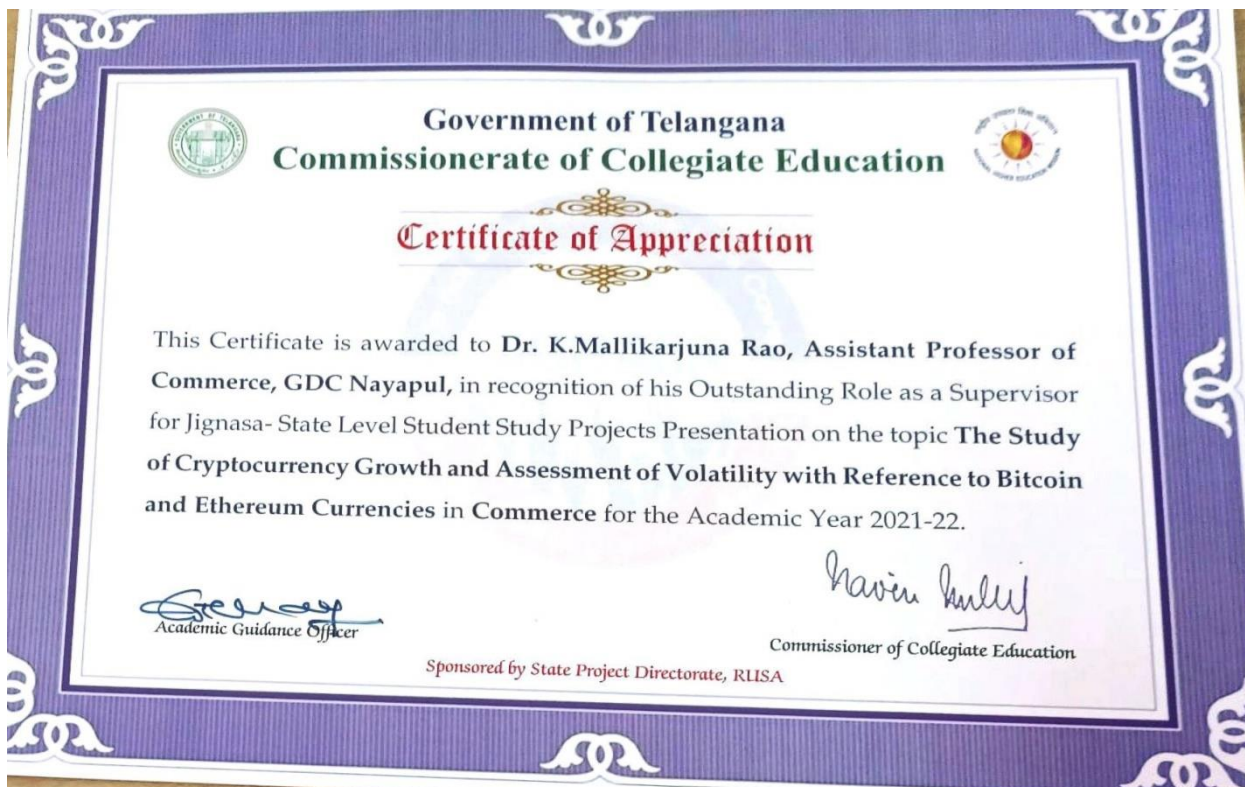 Government of Telangana
Commissionerate of Collegiate Education
Certificate of Appreciation
This Certificate is awarded to Dr. K.Mallikarjuna Rao, Assistant Professor of
Commerce, GDC Nayapul, in recognition of his Outstanding Role as a Supervisor
for Jignasa- State Level Student Study Projects Presentation on the topic The Study
of Cryptocurrency Growth and Assessment of Volatility with Reference to Bitcoin
and Ethereum Currencies in Commerce for the Academic Year 2021-22.
Navin
Academic Guidance Officer
Commissioner of Collegiate Education
Sponsored by State Project Directorate, RUSA